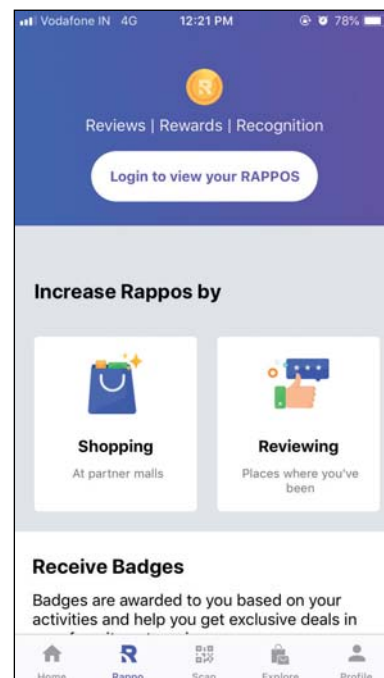 Vodafone IN 4G 12:21 PM 78%
R
Reviews | Rewards | Recognition
Login to view your RAPPOS
Increase Rappos by
Shopping
At partner malls
Reviewing
Places where you've
been
Receive Badges
Badges are awarded to you based on your
activities and help you get exclusive deals in
R
Home Rappo Scan Explore Profile